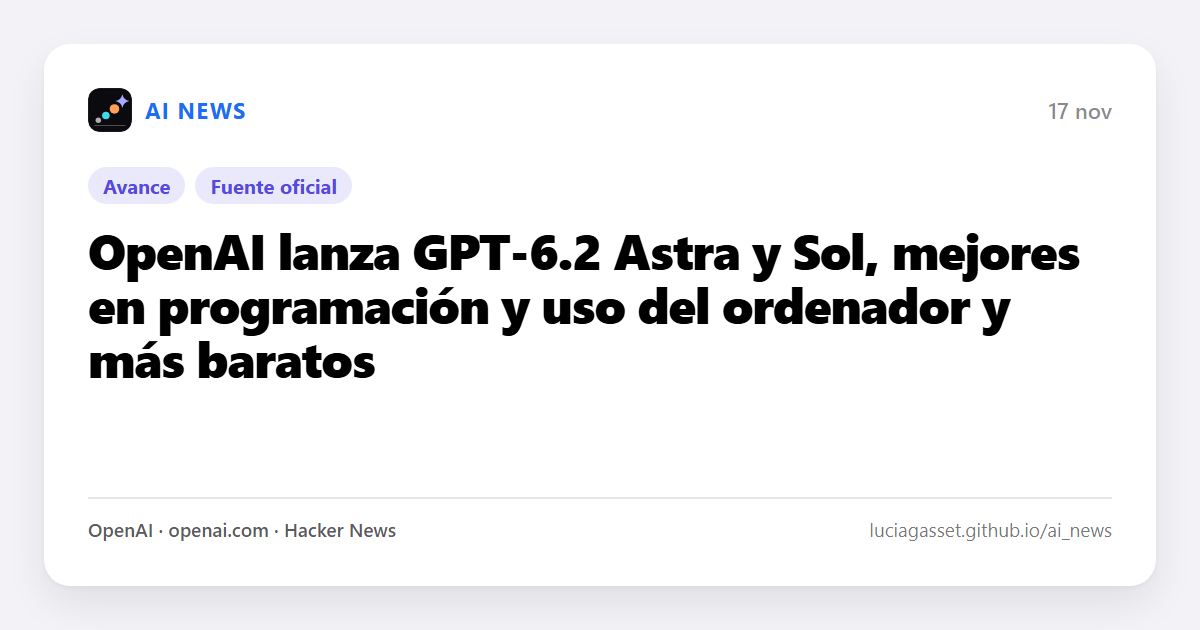 AI NEWS
17 nov
Avance
Fuente oficial
OpenAI lanza GPT-6.2 Astra y Sol, mejores
en programación y uso del ordenador y
más baratos
OpenAI · openai.com · Hacker News
luciagasset.github.io/ai_news